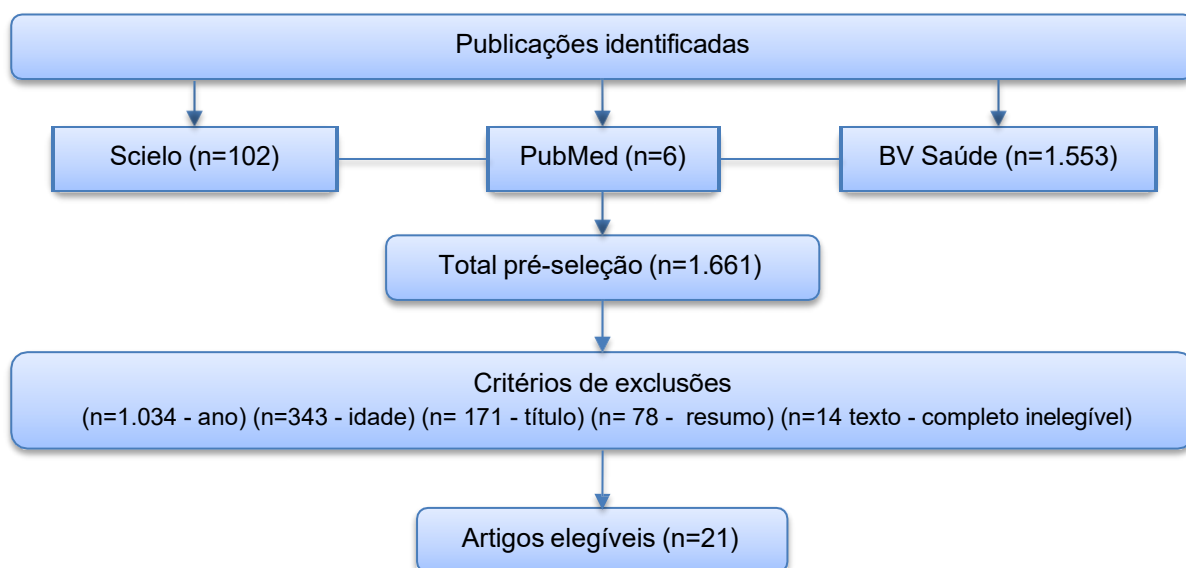 Publicações identificadas
Scielo (n=102)
PubMed (n=6)
BV Saúde (n=1.553)
Total pré-seleção (n=1.661)
Critérios de exclusões
(n=1.034 - ano) (n=343 - idade) (n= 171 - título) (n= 78 - resumo) (n=14 texto - completo inelegível)
Artigos elegíveis (n=21)